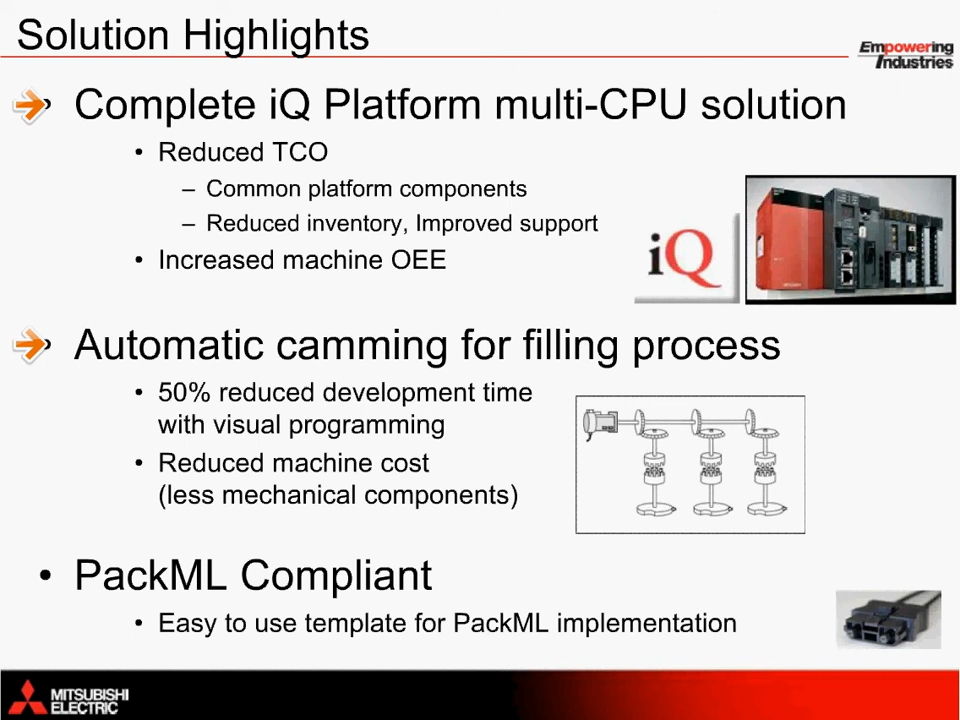 Solution Highlights
Empowering
Industries
• Complete iQ Platform multi-CPU solution
• Reduced TCO
– Common platform components
– Reduced inventory, Improved support
• Increased machine OEE
iQ
• Automatic camming for filling process
• 50% reduced development time
with visual programming
• Reduced machine cost
(less mechanical components)
• PackML Compliant
• Easy to use template for PackML implementation
MITSUBISHI
ELECTRIC